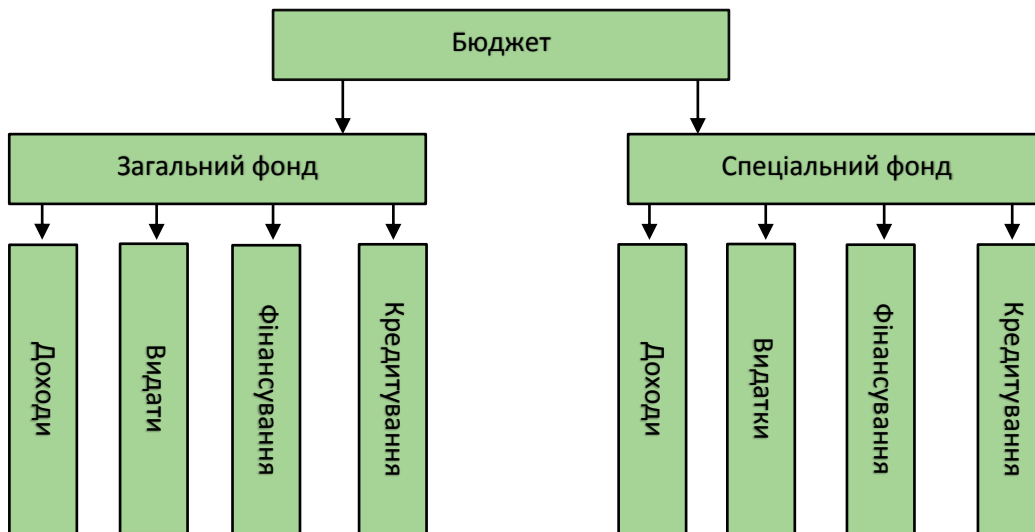 Бюджет
Загальний фонд
Спеціальний фонд
Доходи
Видати
Фінансування
Кредитування
Доходи
Видатки
Фінансування
Кредитування